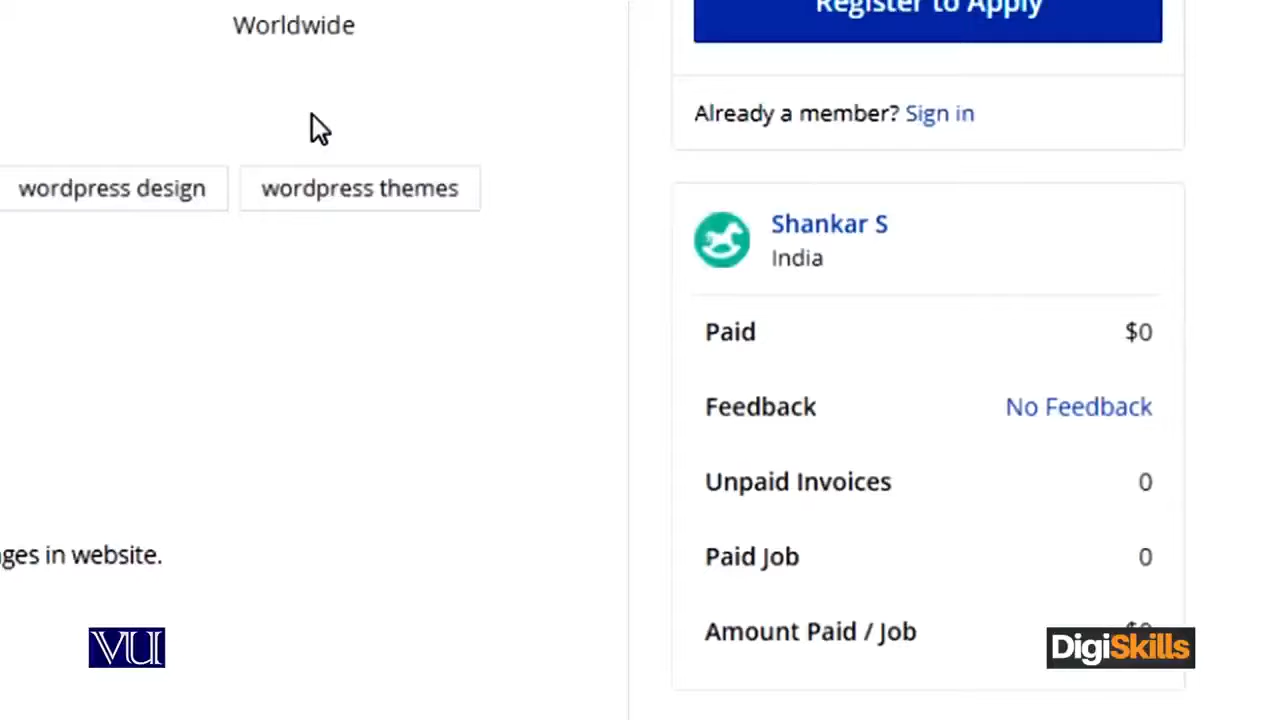 Worldwide
wordpress design
wordpress themes
ges in website.
Register to Apply
Already a member? Sign in
Shankar S
India
Paid $0
Feedback No Feedback
Unpaid Invoices 0
Paid Job 0
Amount Paid / Job
VU
DigiSkills